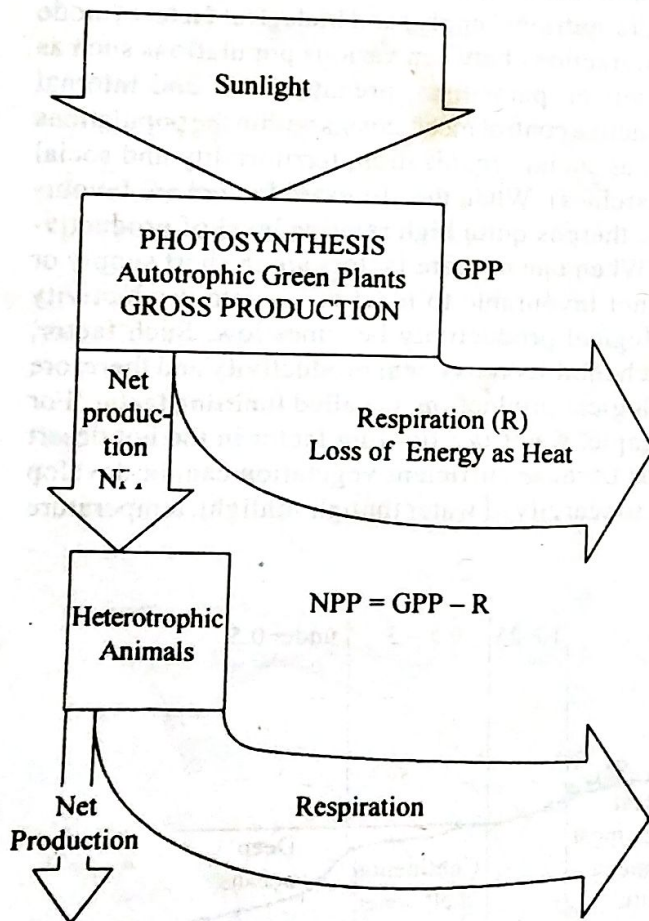 Sunlight
PHOTOSYNTHESIS
Autotrophic Green Plants
GROSS PRODUCTION
GPP
Net
produc-
tion
Respiration (R)
Loss of Energy as Heat
Heterotrophic
Animals
NPP = GPP – R
Net
Production
Respiration